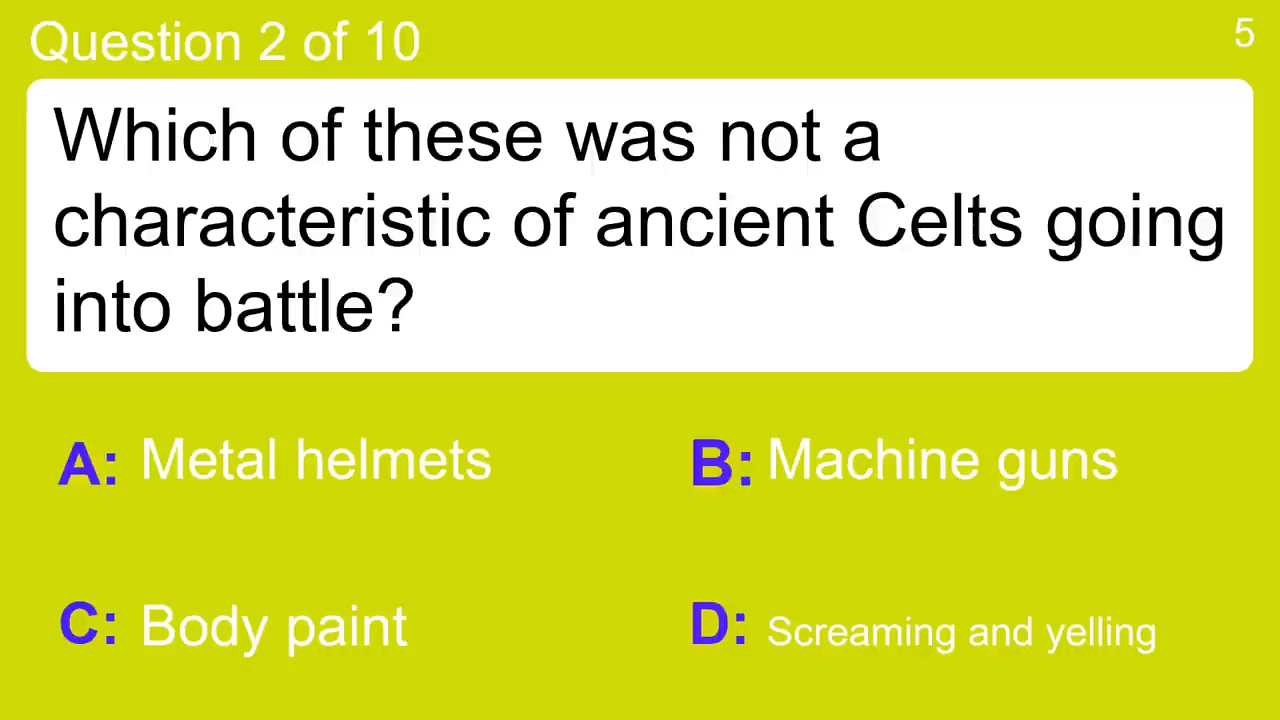 Question 2 of 10
5
Which of these was not a
characteristic of ancient Celts going
into battle?
A: Metal helmets
B: Machine guns
C: Body paint
D: Screaming and yelling